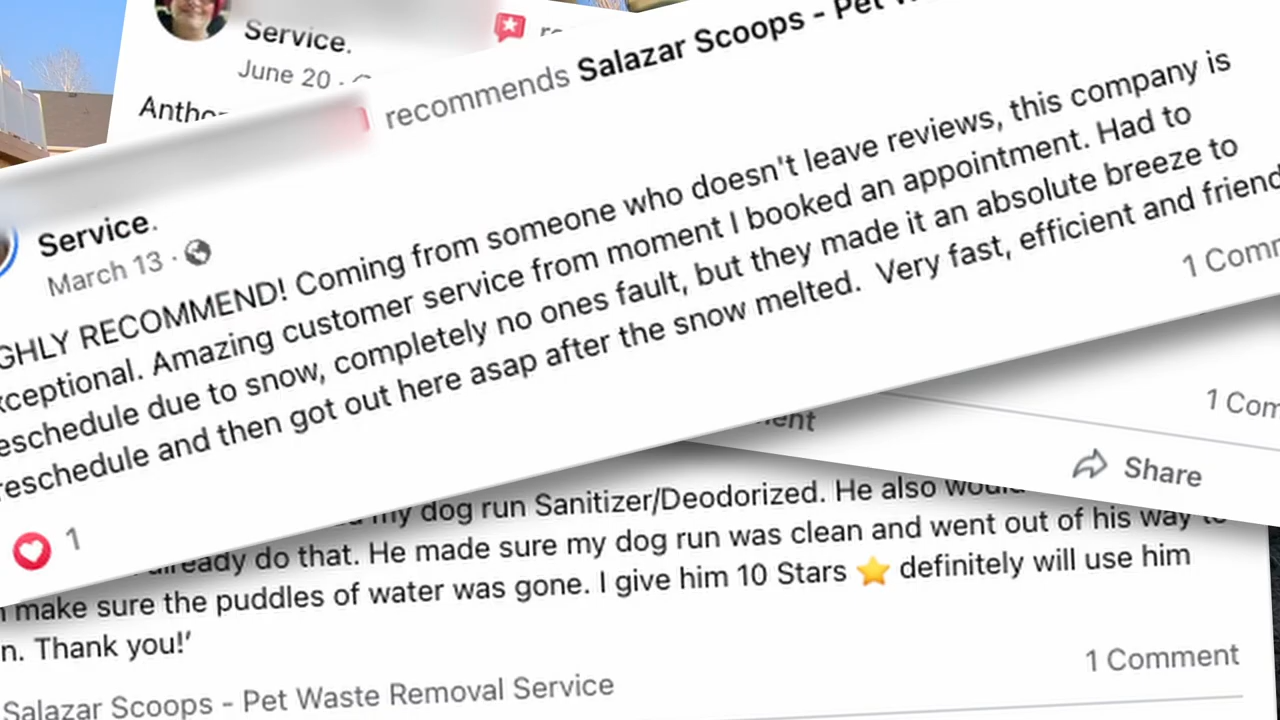 Service.
June 20 ·
recommends Salazar Scoops - Pet
Service.
March 13 ·
GHLY RECOMMEND! Coming from someone who doesn't leave reviews, this company is
xceptional. Amazing customer service from moment I booked an appointment. Had to
eschedule due to snow, completely no ones fault, but they made it an absolute breeze to
reschedule and then got out here asap after the snow melted. Very fast, efficient and friend
1 Comm
1
1 Com
ent
Share
my dog run Sanitizer/Deodorized. He also would
already do that. He made sure my dog run was clean and went out of his way to
make sure the puddles of water was gone. I give him 10 Stars ⭐ definitely will use him
n. Thank you!'
1 Comment
Salazar Scoops - Pet Waste Removal Service